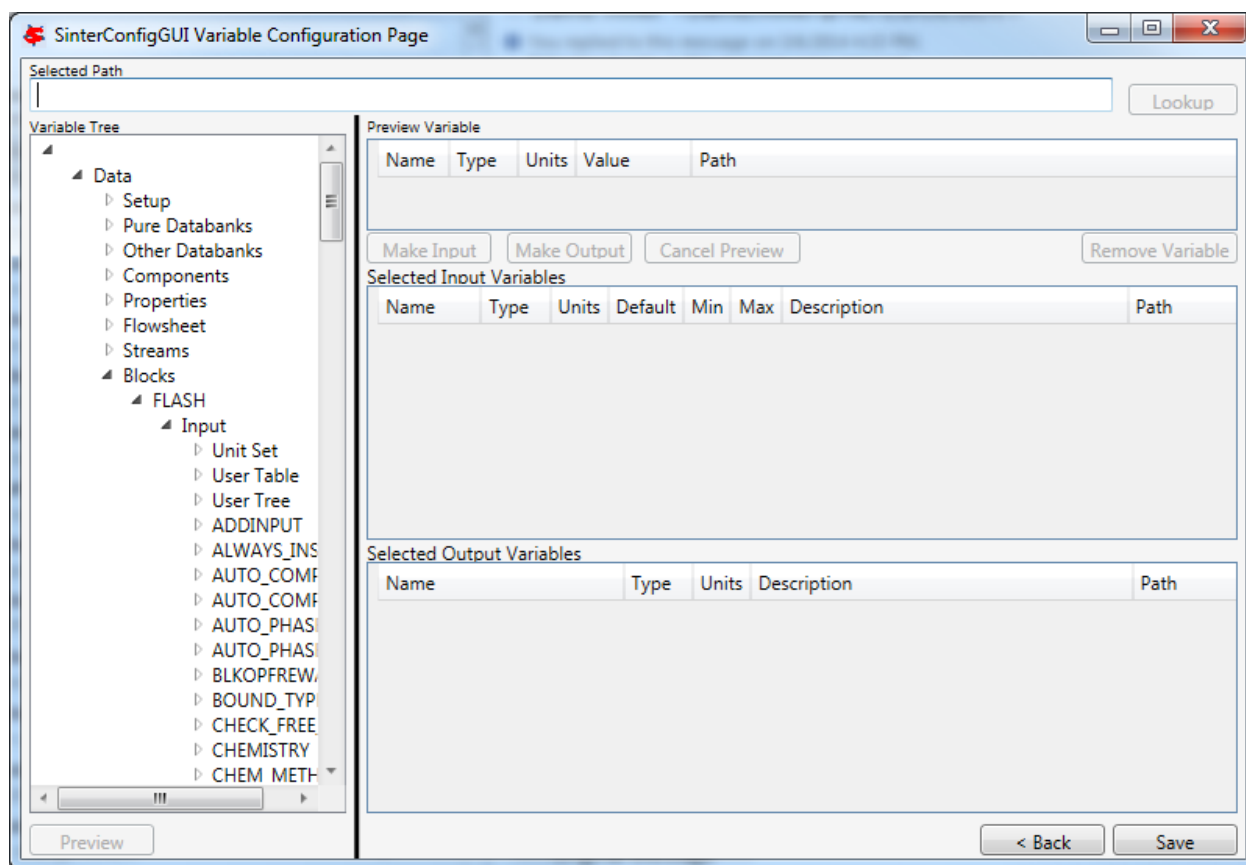 SinterConfigGUI Variable Configuration Page
Selected Path
Lookup
Variable Tree
Data
Setup
Pure Databanks
Other Databanks
Components
Properties
Flowsheet
Streams
Blocks
FLASH
Input
Unit Set
User Table
User Tree
ADDINPUT
ALWAYS_INS
AUTO_COMP
AUTO_COMP
AUTO_PHAS
AUTO_PHAS
BLKOPFREW
BOUND_TYP
CHECK_FREE_
CHEMISTRY
CHEM_METH
Preview
Preview Variable
Name Type Units Value Path
Make Input Make Output Cancel Preview Remove Variable
Selected Input Variables
Name Type Units Default Min Max Description Path
Selected Output Variables
Name Type Units Description Path
< Back Save